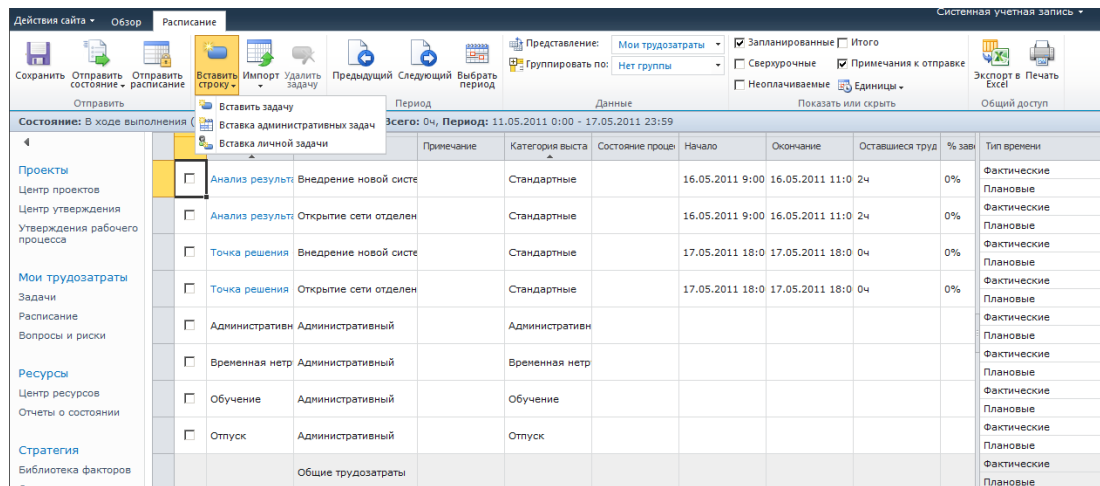 Системная учетная запись
Действия сайта Обзор Расписание
Сохранить Отправить состояние Отправить расписание Вставить строку Импорт Удалить задачу Предыдущий Следующий Выбрать период Представление: Мои трудозатраты Группировать по: Нет группы
Запланированные Итого
Сверхурочные Примечания к отправке
Неоплачиваемые Единицы
Экспорт в Excel Печать
Отправить Период Данные Показать или скрыть Общий доступ
Вставить задачу
Вставка административных задач
Вставка личной задачи
Состояние: В ходе выполнения ( Всего: 0ч, Период: 11.05.2011 0:00 - 17.05.2011 23:59
Примечание Категория выста Состояние процес Начало Окончание Оставшиеся труд % заве Тип времени
Проекты
Центр проектов
Центр утверждения
Утверждения рабочего
процесса
Мои трудозатраты
Задачи
Расписание
Вопросы и риски
Ресурсы
Центр ресурсов
Отчеты о состоянии
Стратегия
Библиотека факторов
Анализ результа Внедрение новой систе Стандартные 16.05.2011 9:00 16.05.2011 11:0 2ч 0% Фактические
Плановые
Анализ результа Открытие сети отделен Стандартные 16.05.2011 9:00 16.05.2011 11:0 2ч 0% Фактические
Плановые
Точка решения Внедрение новой систе Стандартные 17.05.2011 18:0 17.05.2011 18:0 0ч 0% Фактические
Плановые
Точка решения Открытие сети отделен Стандартные 17.05.2011 18:0 17.05.2011 18:0 0ч 0% Фактические
Плановые
Административн Административный Административн Фактические
Плановые
Временная нетр Административный Временная нетр Фактические
Плановые
Обучение Административный Обучение Фактические
Плановые
Отпуск Административный Отпуск Фактические
Плановые
Общие трудозатраты Фактические
Плановые